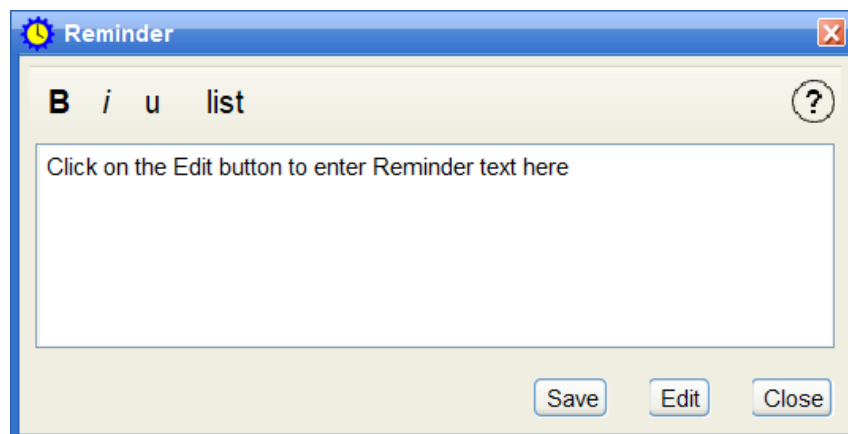 Reminder
B i u list ?
Click on the Edit button to enter Reminder text here
Save Edit Close